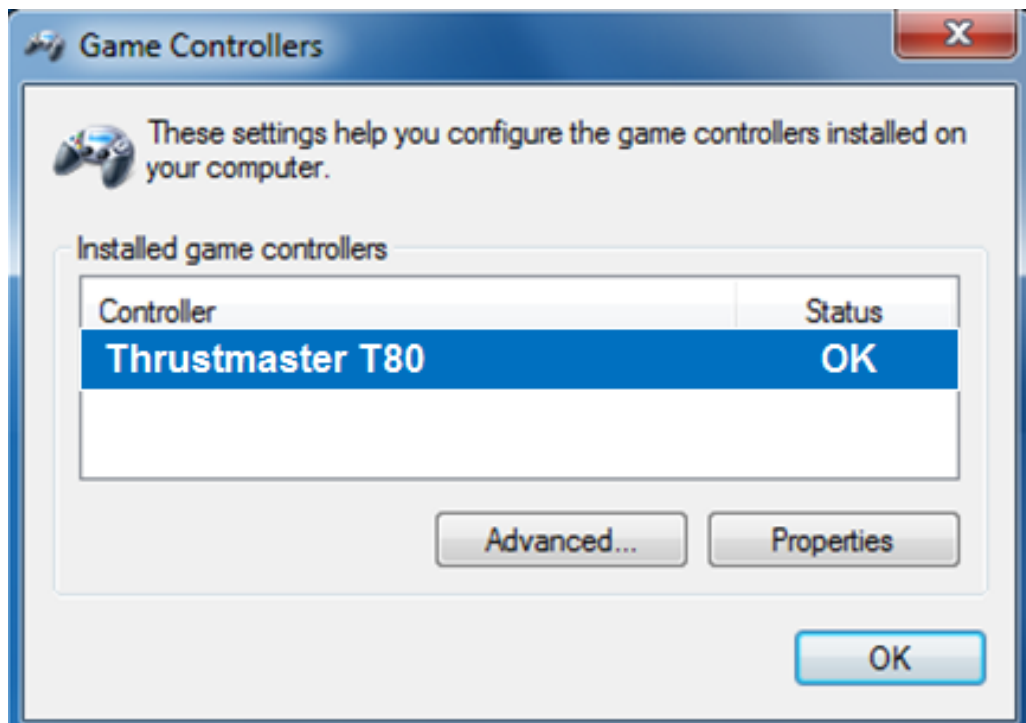 Game Controllers
These settings help you configure the game controllers installed on
your computer.
Installed game controllers
Controller Status
Thrustmaster T80 OK
Advanced... Properties
OK